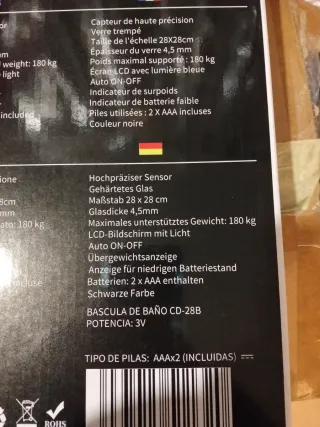 Capteur de haute précision
Verre trempé
Taille de l'échelle 28X28cm
Épaisseur du verre 4,5 mm
Poids maximal supporté : 180 kg
Écran LCD avec lumière bleue
Auto ON-OFF
Indicateur de surpoids
Indicateur de batterie faible
Piles utilisées : 2 X AAA incluses
Couleur noire
weight: 180 kg
light
included
Hochpräziser Sensor
Gehärtetes Glas
Maßstab 28 x 28 cm
Glasdicke 4,5mm
Maximales unterstütztes Gewicht: 180 kg
LCD-Bildschirm mit Licht
Auto ON-OFF
Übergewichtsanzeige
Anzeige für niedrigen Batteriestand
Batterien: 2 x AAA enthalten
Schwarze Farbe
BASCULA DE BAÑO CD-28B
POTENCIA: 3V
TIPO DE PILAS: AAAx2 (INCLUIDAS)
ROHS